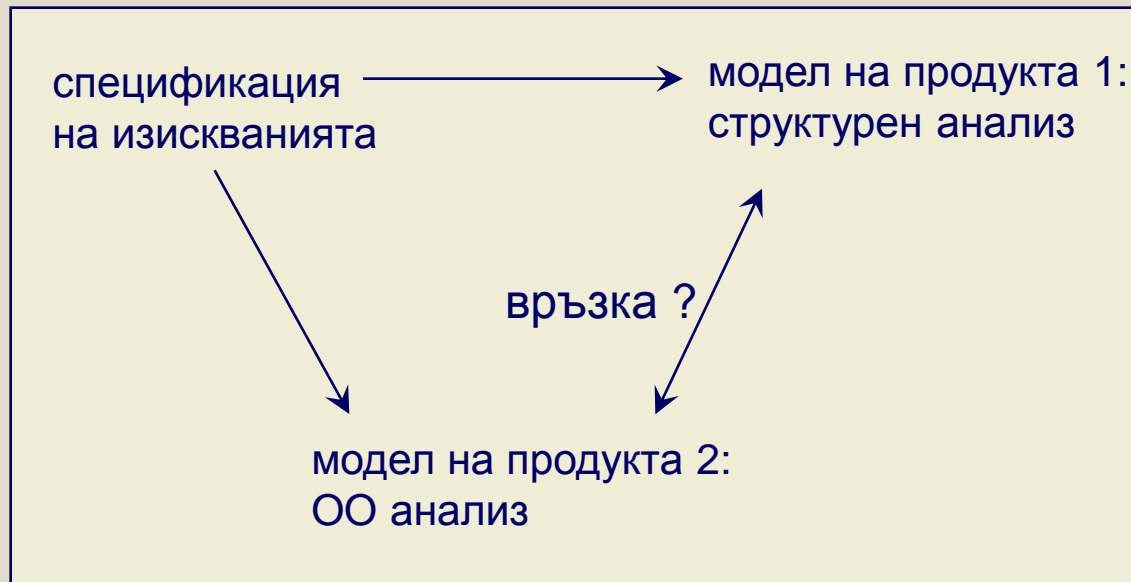 спецификация
на изискванията
модел на продукта 1:
структурен анализ
връзка ?
модел на продукта 2:
ОО анализ